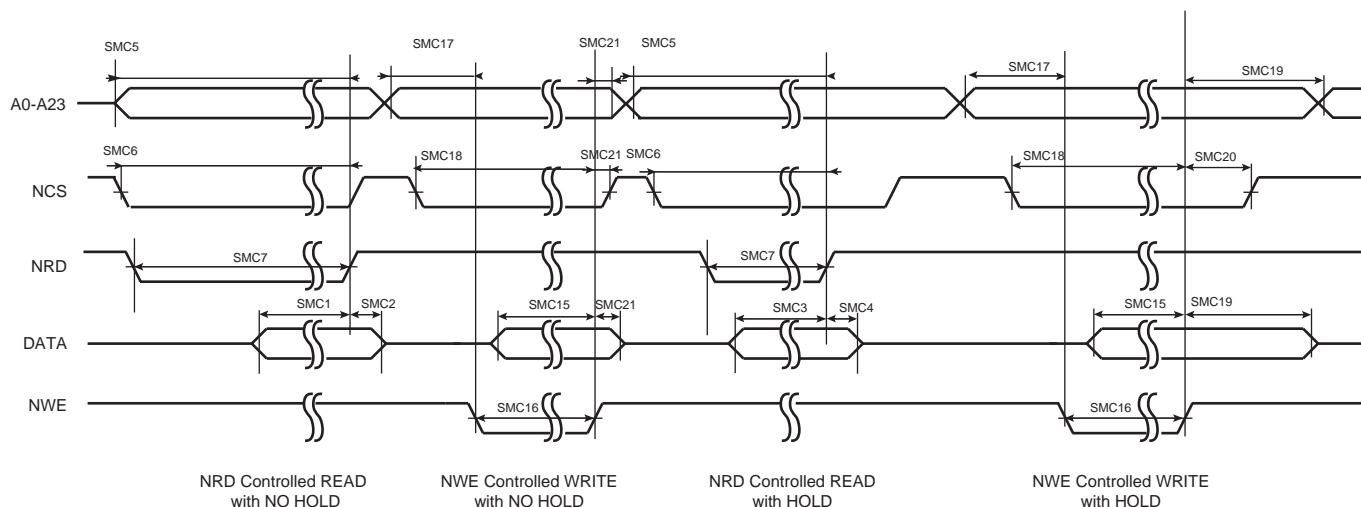 SMC5
SMC17
SMC21
SMC5
SMC17
SMC19
A0-A23
SMC6
SMC18
SMC21
SMC6
SMC18
SMC20
NCS
NRD
SMC7
SMC7
SMC1
SMC2
SMC15
SMC21
SMC3
SMC4
SMC15
SMC19
DATA
NWE
SMC16
SMC16
NRD Controlled READ
with NO HOLD
NWE Controlled WRITE
with NO HOLD
NRD Controlled READ
with HOLD
NWE Controlled WRITE
with HOLD